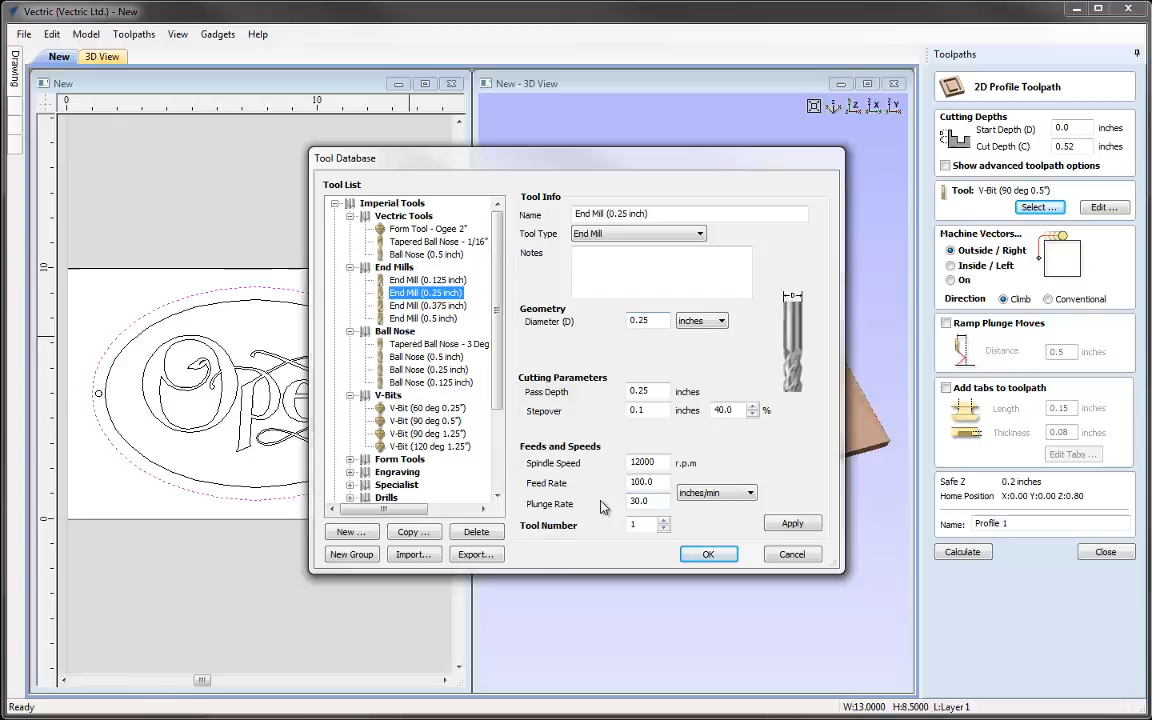 Vectric {Vectric Ltd.} - New
File Edit Model Toolpaths View Gadgets Help
Drawing
New 3D View
New
0 10
10
0
Ope
New - 3D View
Z X Y
Tool Database
Tool List
Imperial Tools
Vectric Tools
Form Tool - Ogee 2"
Tapered Ball Nose - 1/16"
Ball Nose (0.5 inch)
End Mills
End Mill (0.125 inch)
End Mill (0.25 inch)
End Mill (0.375 inch)
End Mill (0.5 inch)
Ball Nose
Tapered Ball Nose - 3 Deg
Ball Nose (0.5 inch)
Ball Nose (0.25 inch)
Ball Nose (0.125 inch)
V-Bits
V-Bit (60 deg 0.25")
V-Bit (90 deg 0.5")
V-Bit (90 deg 1.25")
V-Bit (120 deg 1.25")
Form Tools
Engraving
Specialist
Drills
New ... Copy ... Delete
New Group Import... Export...
Tool Info
Name End Mill (0.25 inch)
Tool Type End Mill
Notes
Geometry
Diameter (D) 0.25 inches
D
Cutting Parameters
Pass Depth 0.25 inches
Stepover 0.1 inches 40.0 %
Feeds and Speeds
Spindle Speed 12000 r.p.m
Feed Rate 100.0
inches/min
Plunge Rate 30.0
Tool Number 1
Apply
OK Cancel
Toolpaths
2D Profile Toolpath
Cutting Depths
Start Depth (D) 0.0 inches
Cut Depth (C) 0.52 inches
Show advanced toolpath options
Tool: V-Bit (90 deg 0.5")
Select ... Edit ...
Machine Vectors...
Outside / Right
Inside / Left
On
Direction Climb Conventional
Ramp Plunge Moves
Distance 0.5 inches
Add tabs to toolpath
Length 0.15 inches
Thickness 0.08 inches
Edit Tabs ...
Safe Z 0.2 inches
Home Position X:0.00 Y:0.00 Z:0.80
Name: Profile 1
Calculate Close
Ready
W:13.0000 H:8.5000 L:Layer 1